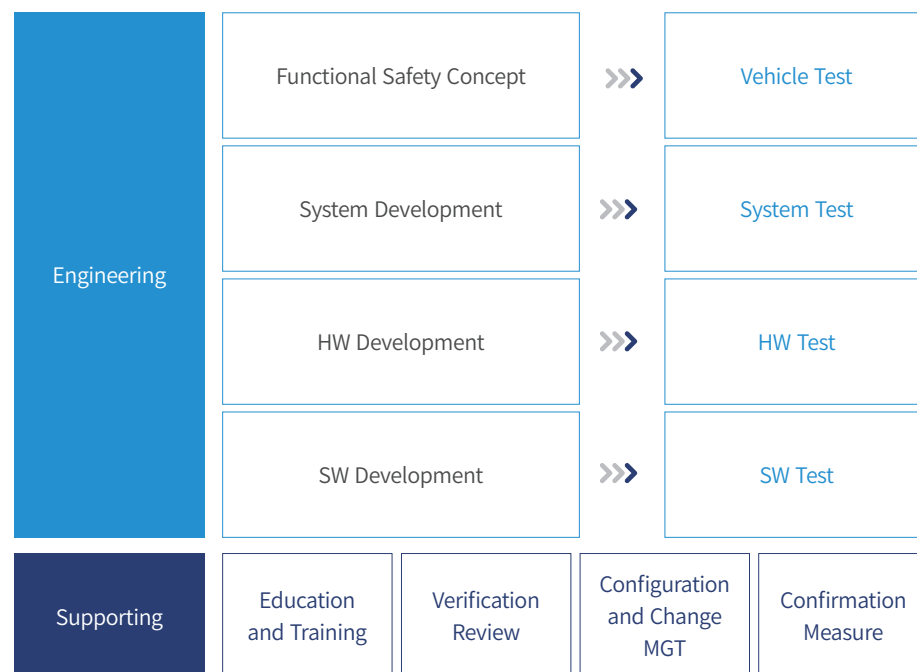 Engineering
Functional Safety Concept
Vehicle Test
System Development
System Test
HW Development
HW Test
SW Development
SW Test
Supporting
Education
and Training
Verification
Review
Configuration
and Change
MGT
Confirmation
Measure